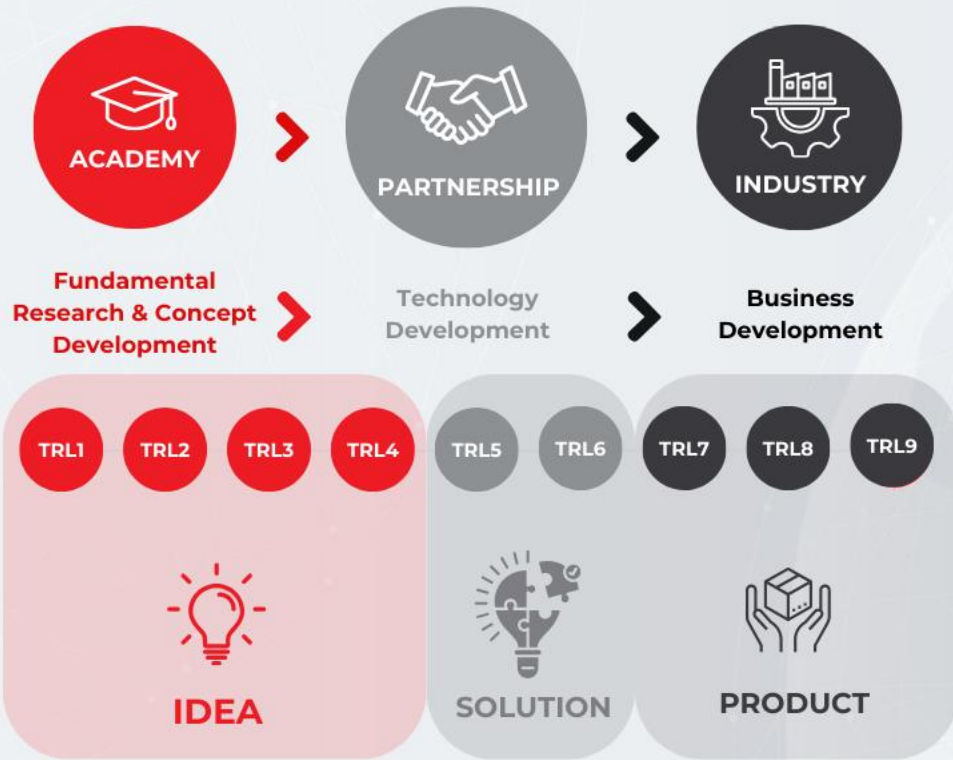 ACADEMY
PARTNERSHIP
INDUSTRY
Fundamental
Research & Concept
Development
Technology
Development
Business
Development
TRL1 TRL2 TRL3 TRL4 TRL5 TRL6 TRL7 TRL8 TRL9
IDEA
SOLUTION
PRODUCT